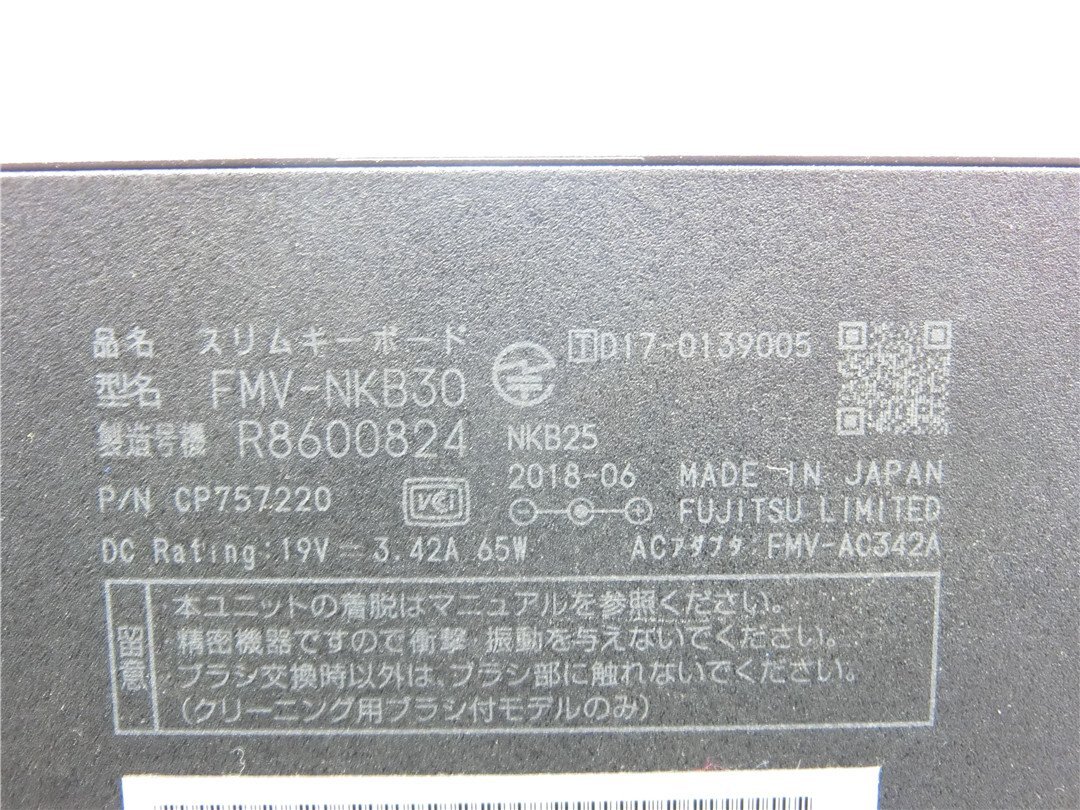 品名 スリムキーボード
型名 FMV-NKB30
製造号機 R8600824
P/N CP757220
VCI
T D17-0139005
NKB25
2018-06 MADE IN JAPAN
FUJITSU LIMITED
DC Rating:19V ⎓ 3.42A 65W ACアダプタ:FMV-AC342A
留意
本ユニットの着脱はマニュアルを参照ください。
精密機器ですので衝撃・振動を与えないでください。
ブラシ交換時以外は、ブラシ部に触れないでください。
(クリーニング用ブラシ付モデルのみ)